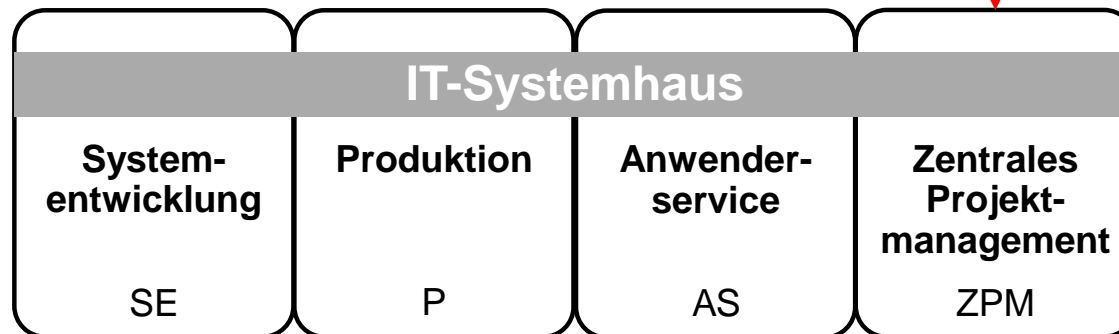 IT-Systemhaus
System-
entwicklung
SE
Produktion
P
Anwender-
service
AS
Zentrales
Projekt-
management
ZPM